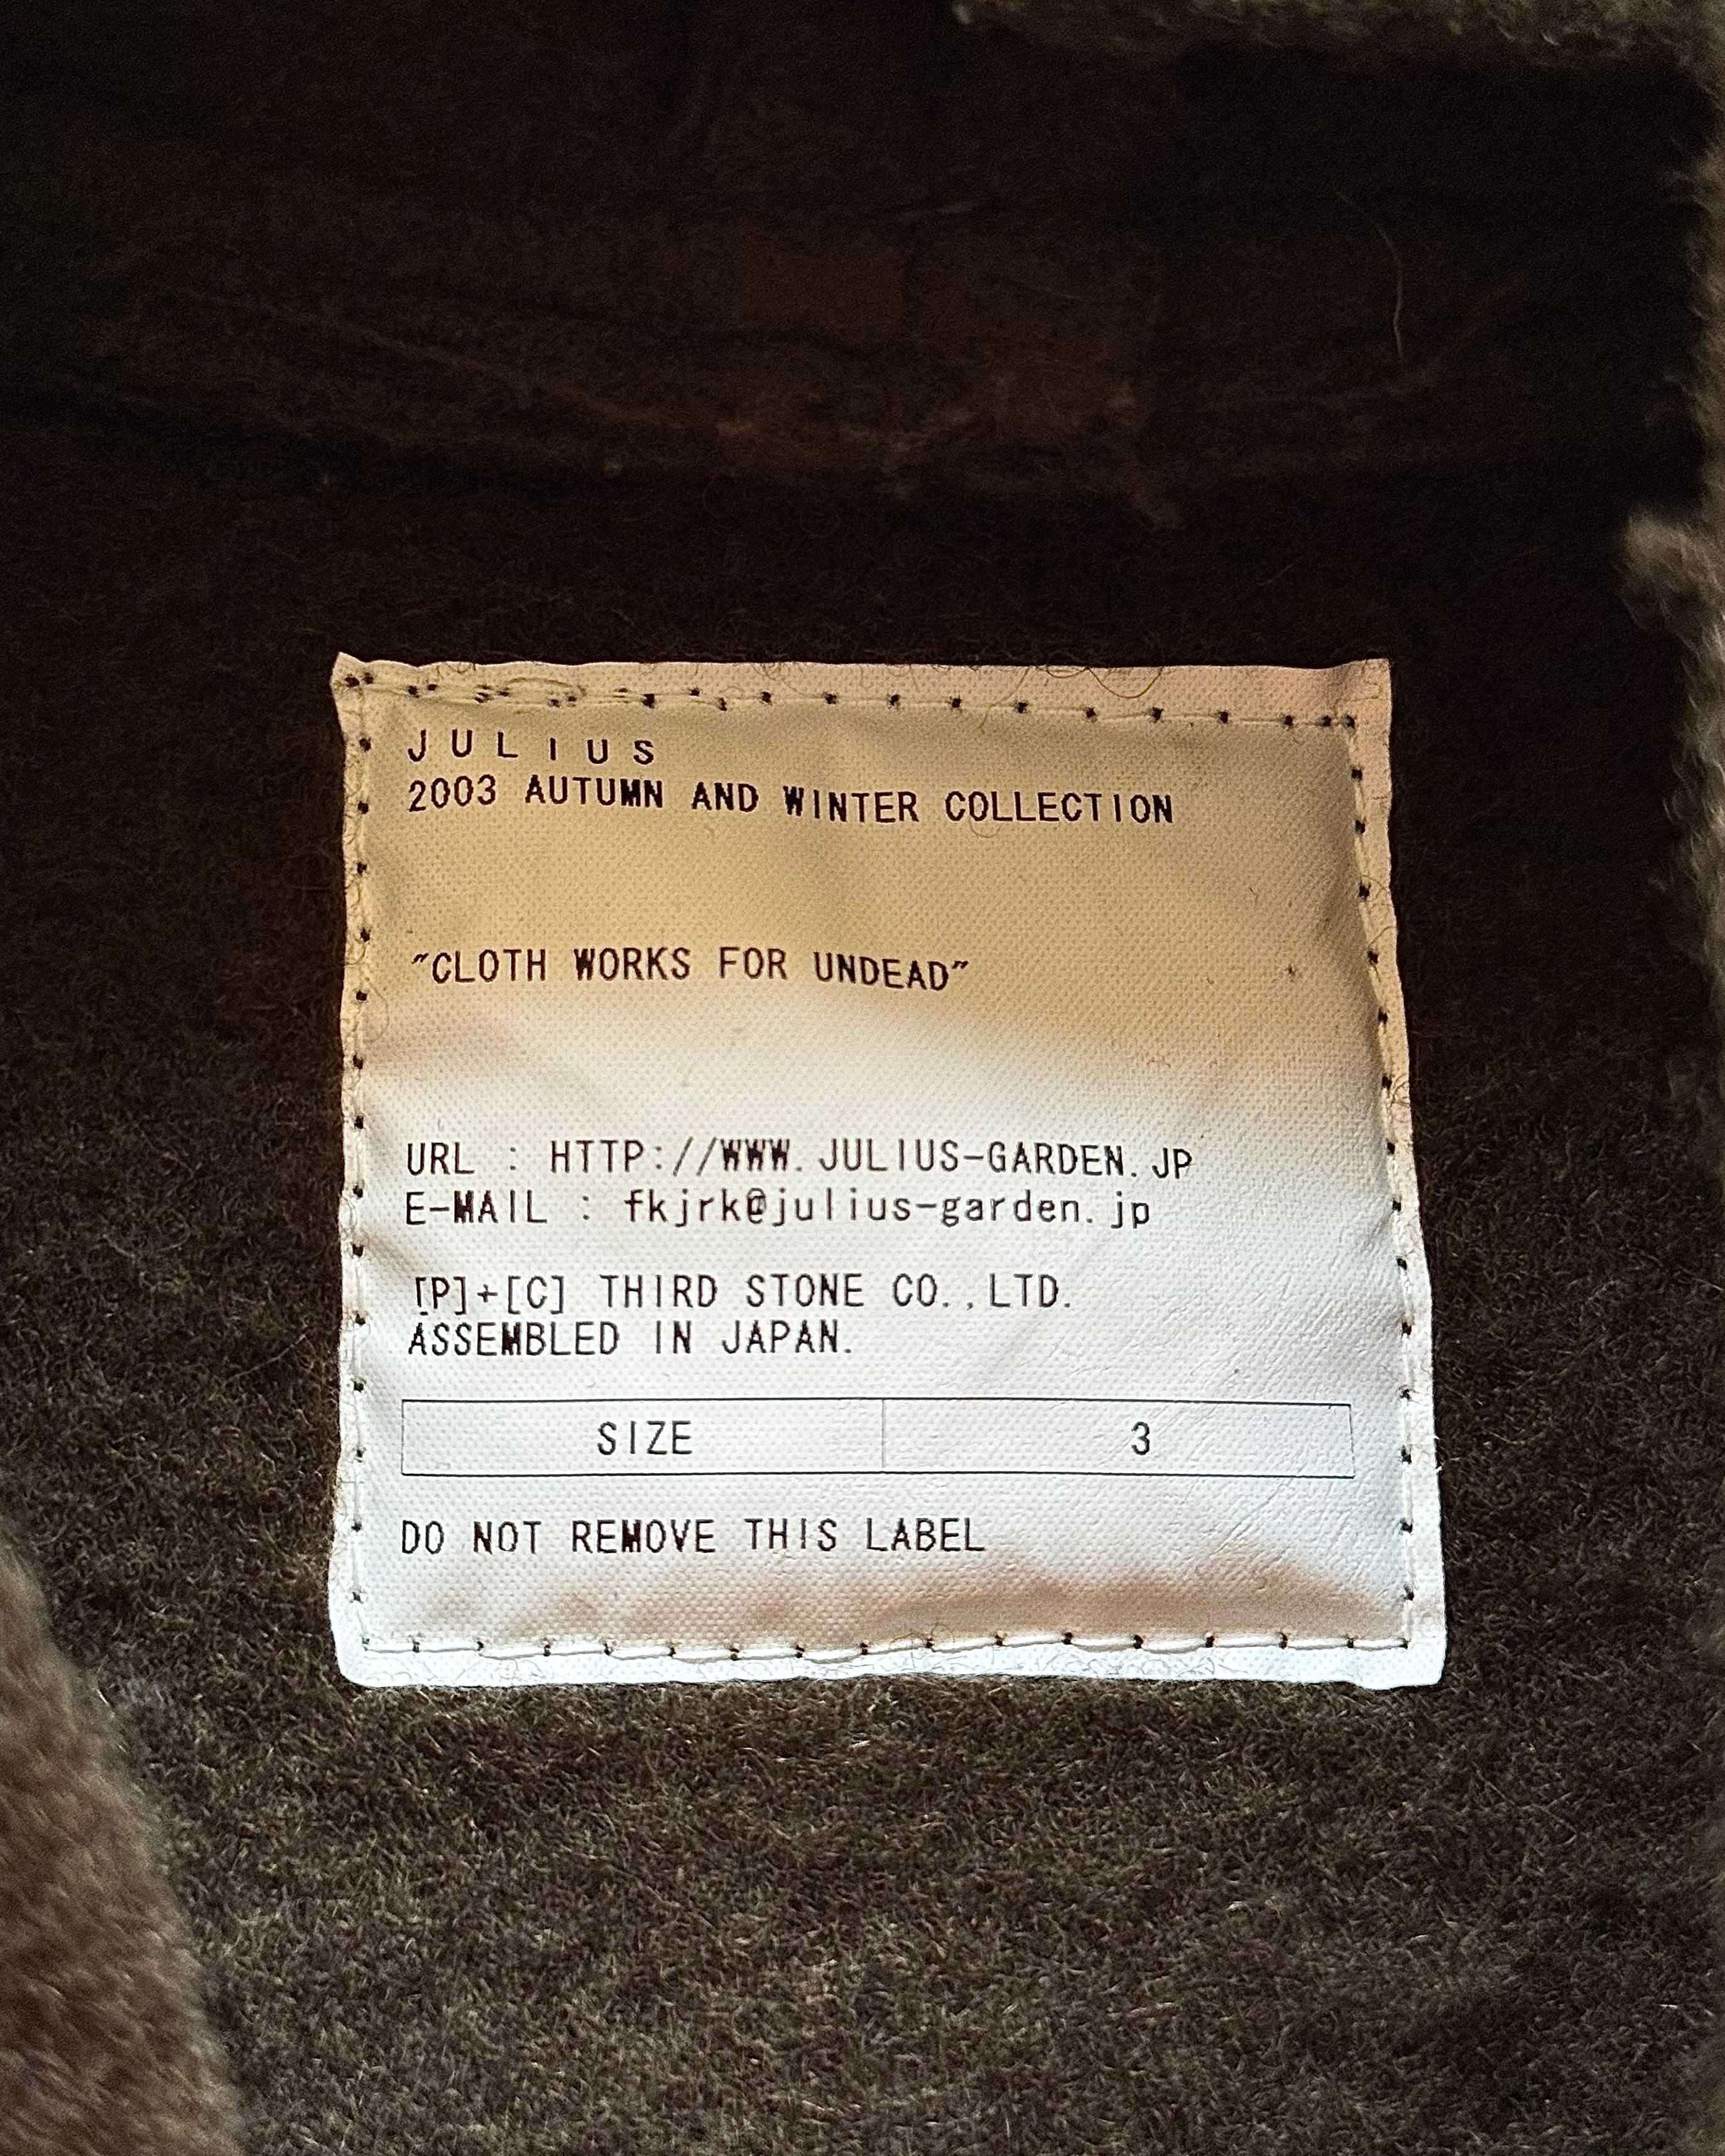 JULIUS
2003 AUTUMN AND WINTER COLLECTION
"CLOTH WORKS FOR UNDEAD"
URL : HTTP://WWW.JULIUS-GARDEN.JP
E-MAIL : fkjrk@julius-garden.jp
[P]+[C] THIRD STONE CO.,LTD.
ASSEMBLED IN JAPAN.
SIZE 3
DO NOT REMOVE THIS LABEL